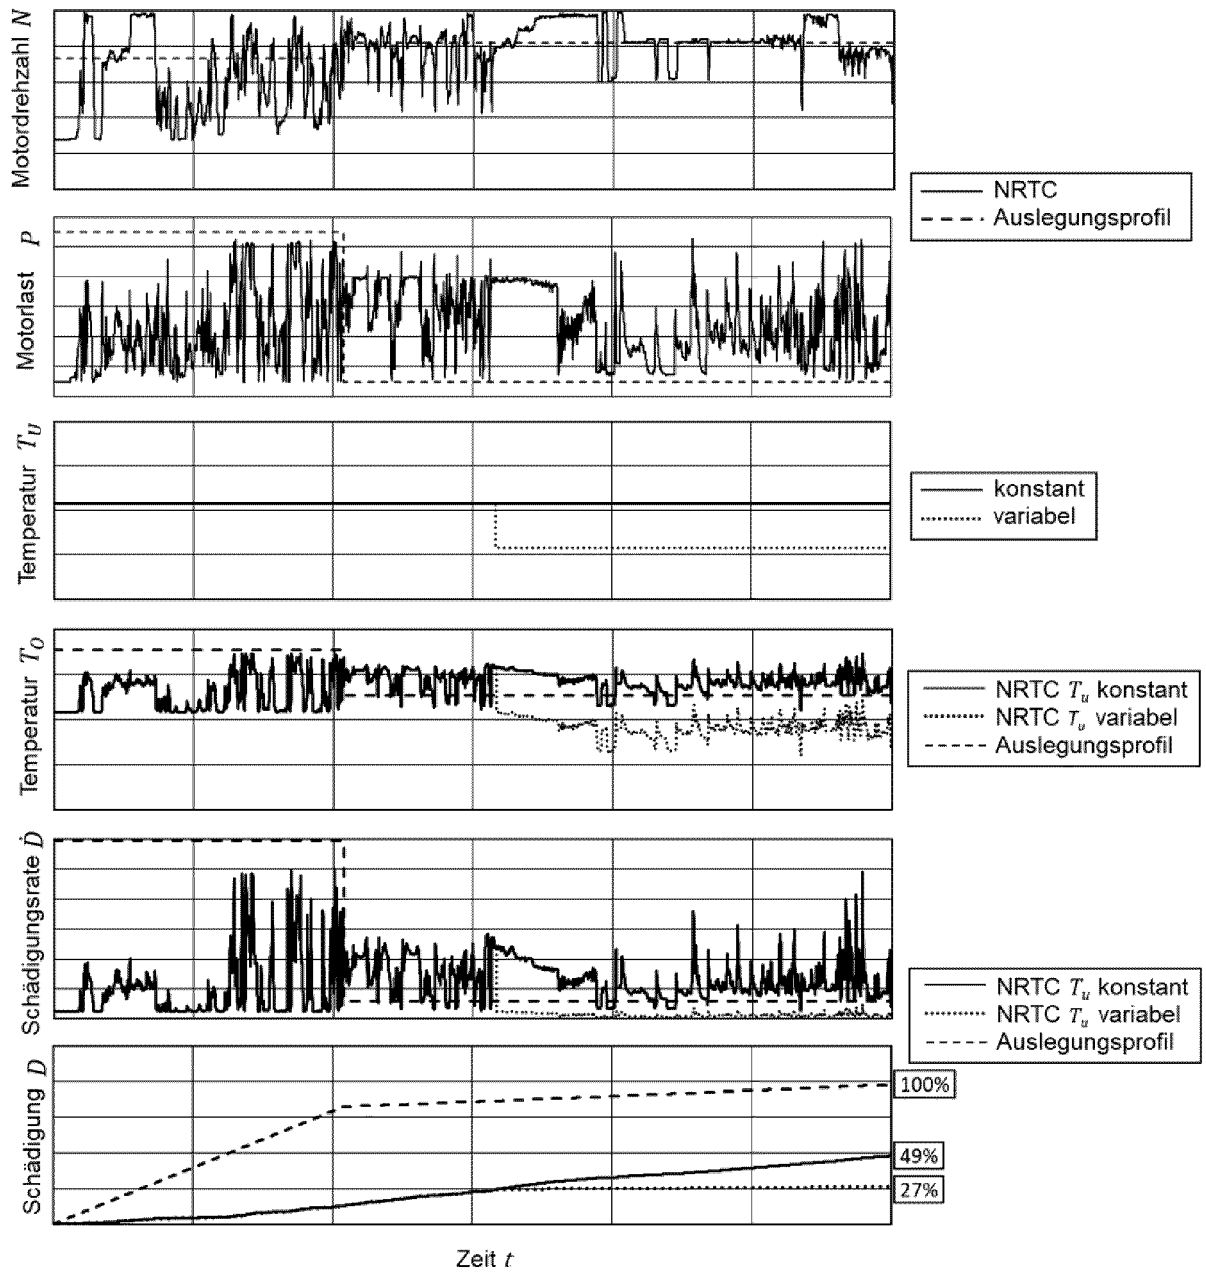 Motordrehzahl N
NRTC
Auslegungsprofil
Motorlast P
Temperatur T_U
konstant
variabel
Temperatur T_O
NRTC T_u konstant
NRTC T_u variabel
Auslegungsprofil
Schädigungsrate Ḋ
NRTC T_u konstant
NRTC T_u variabel
Auslegungsprofil
Schädigung D
100%
49%
27%
Zeit t